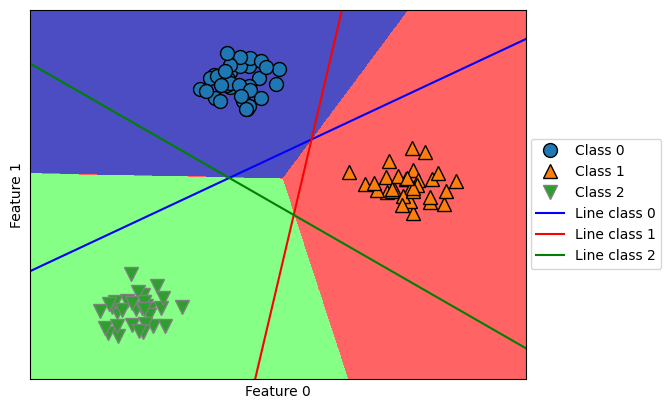 Feature 1
Feature 0
Class 0
Class 1
Class 2
Line class 0
Line class 1
Line class 2